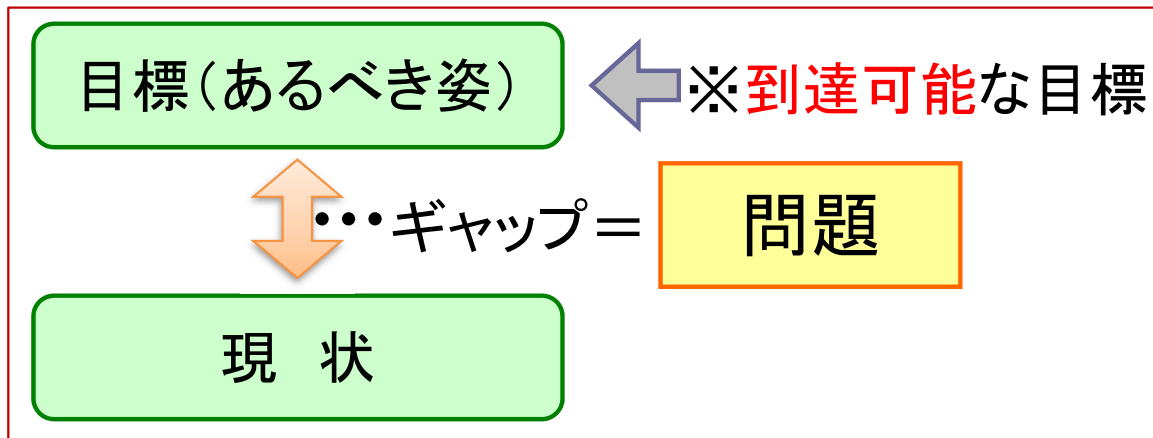 目標（あるべき姿）
※到達可能な目標
…ギャップ＝
問題
現　状